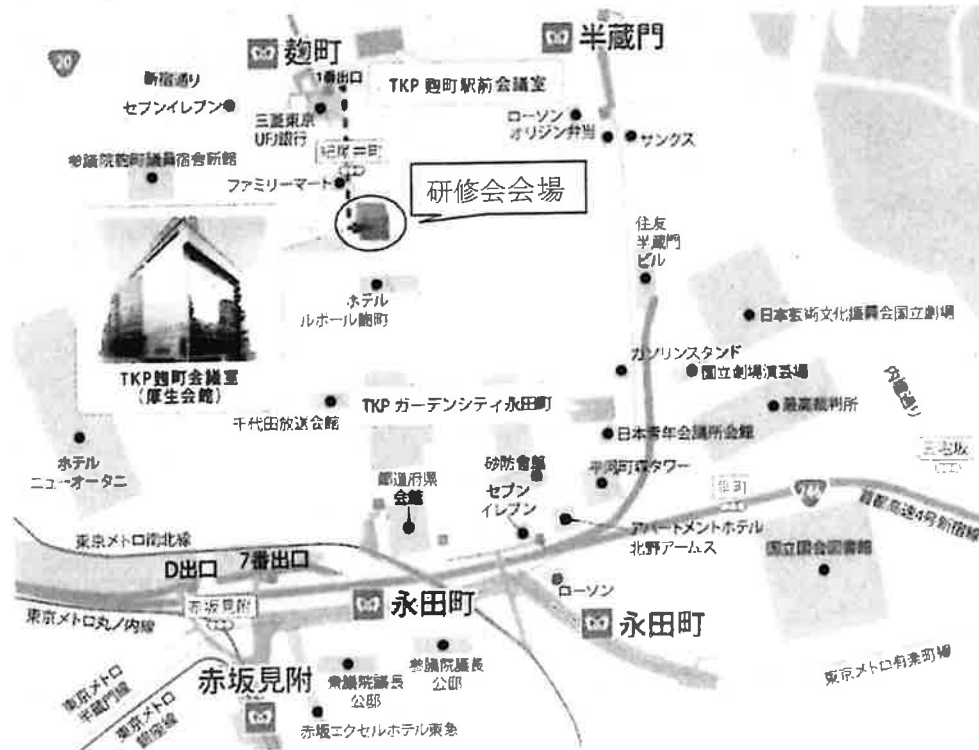 20
麹町
半蔵門
新宿通り
セブンイレブン
1番出口
三菱東京
UFJ銀行
TKP 麹町駅前会議室
ローソン
オリジン弁当
サンクス
紀尾井町
参議院麹町議員宿舎所館
ファミリーマート
研修会会場
住友
半蔵門
ビル
ホテル
ルポール麹町
日本芸術文化振興会国立劇場
TKP麹町会議室
(厚生会館)
ガソリンスタンド
国立劇場演芸場
内堀通り
千代田放送会館
TKP ガーデンシティ永田町
最高裁判所
日本青年会議所会館
ホテル
ニューオータニ
都道府県
会館
砂防会館
セブン
イレブン
平河町森タワー
三宅坂
246
首都高速4号新宿線
アパートメントホテル
北野アームス
国立国会図書館
東京メトロ南北線
D出口
7番出口
赤坂見附
永田町
ローソン
永田町
東京メトロ丸ノ内線
東京メトロ有楽町線
赤坂見附
東京メトロ
半蔵門線
東京メトロ
銀座線
衆議院議長
公邸
参議院議長
公邸
赤坂エクセルホテル東急